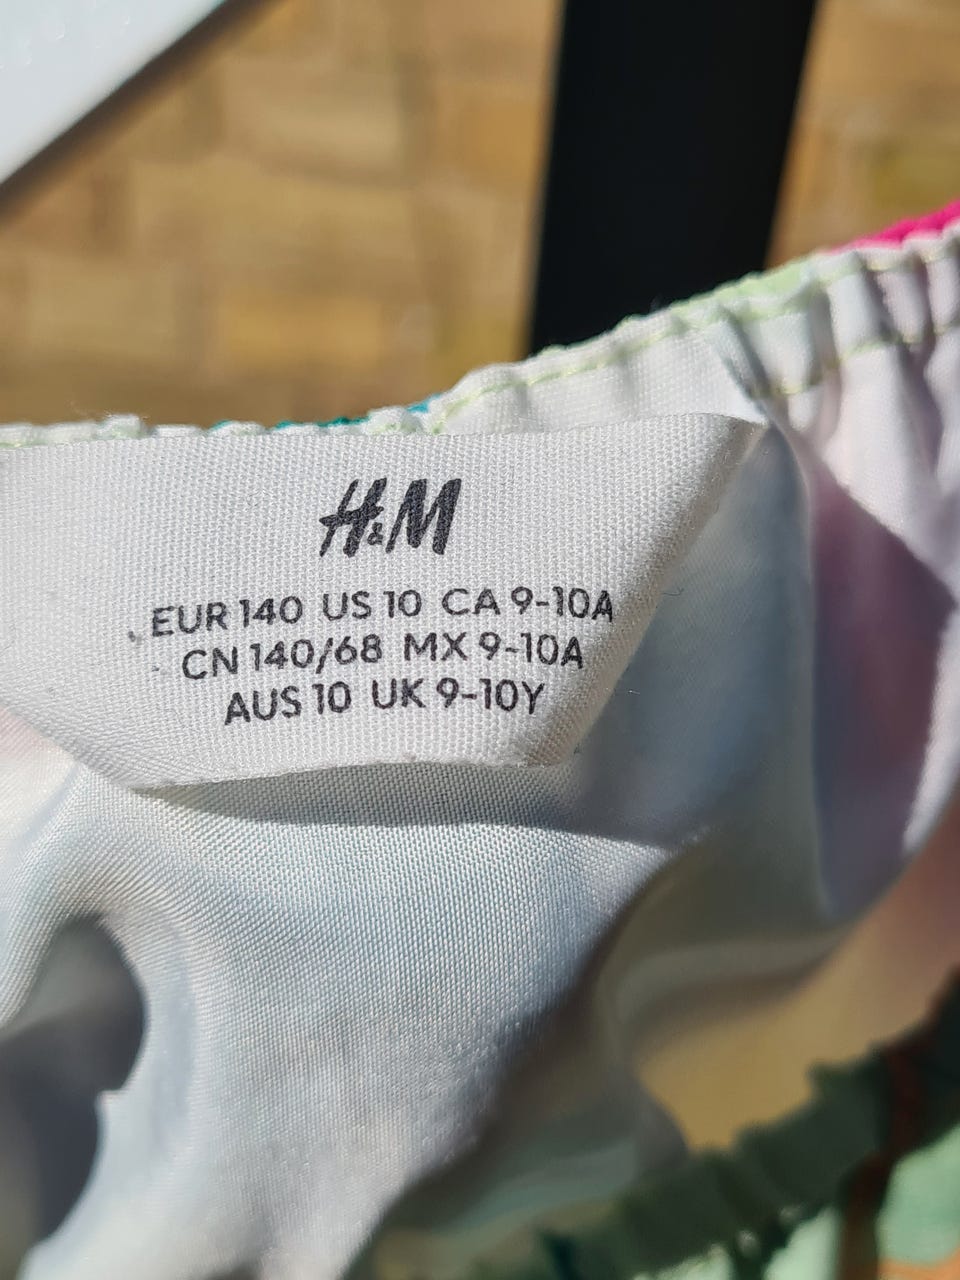 H&M
EUR 140 US 10 CA 9-10A
CN 140/68 MX 9-10A
AUS 10 UK 9-10Y